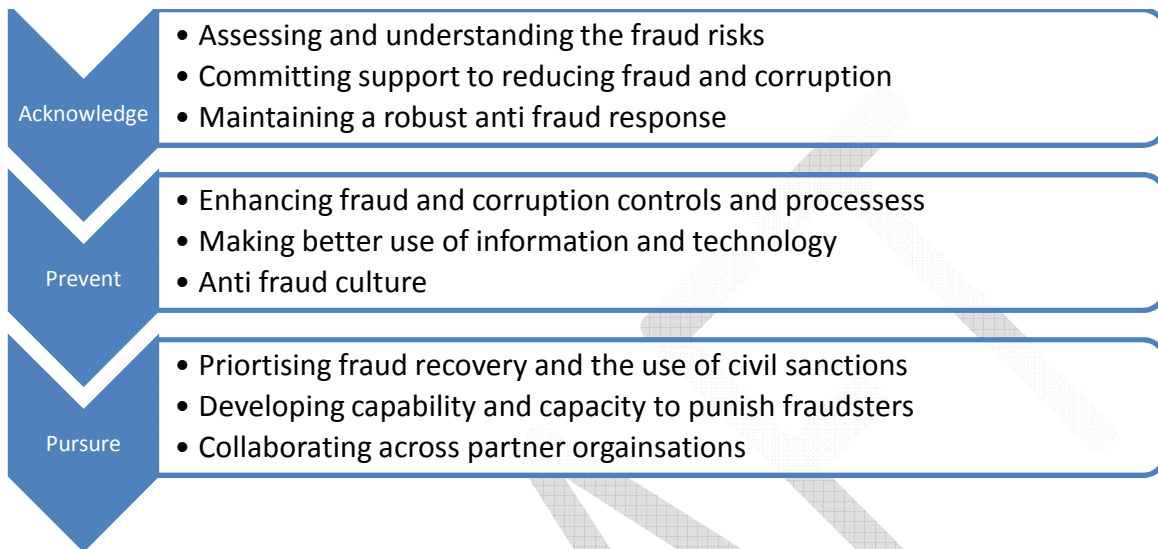 Acknowledge
• Assessing and understanding the fraud risks
• Committing support to reducing fraud and corruption
• Maintaining a robust anti fraud response
Prevent
• Enhancing fraud and corruption controls and processess
• Making better use of information and technology
• Anti fraud culture
Pursure
• Priortising fraud recovery and the use of civil sanctions
• Developing capability and capacity to punish fraudsters
• Collaborating across partner orgainsations